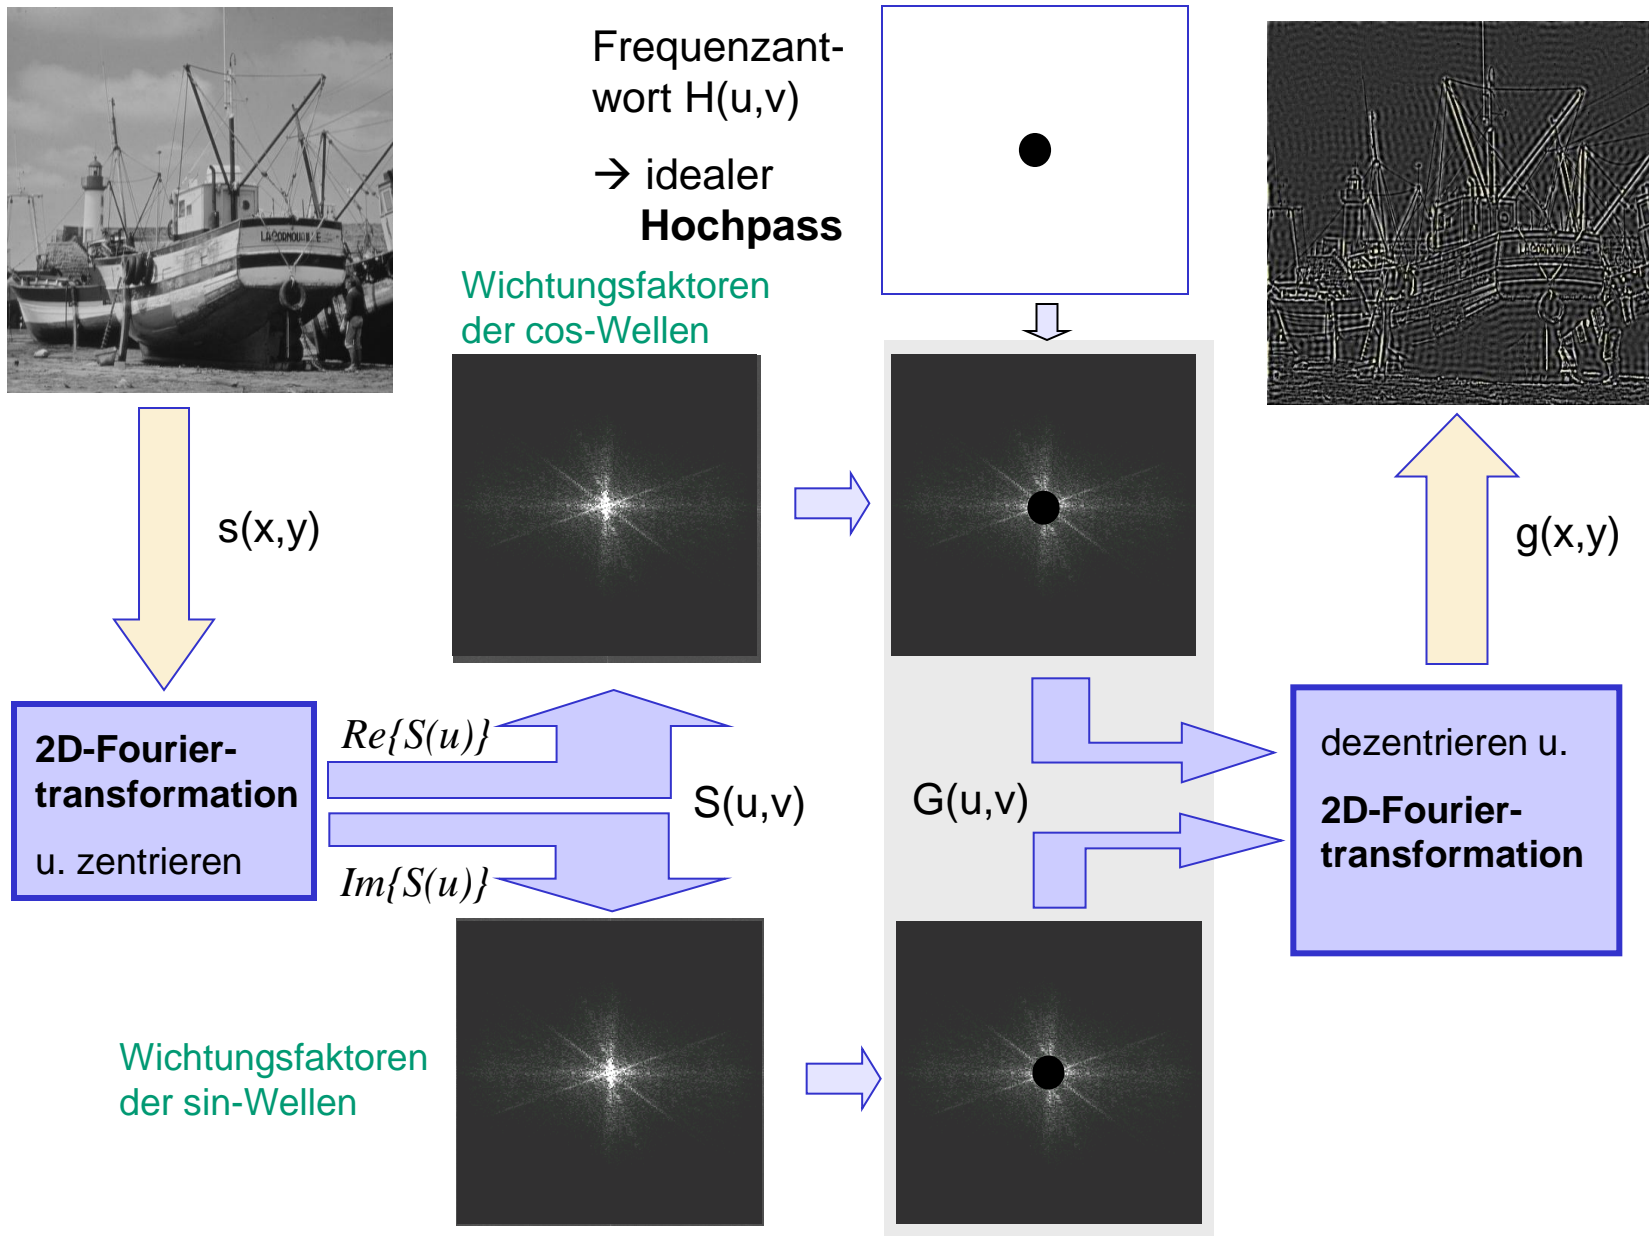 Frequenzant-
wort H(u,v)
→ idealer
Hochpass
Wichtungsfaktoren
der cos-Wellen
s(x,y)
g(x,y)
2D-Fourier-
transformation
u. zentrieren
Re{S(u)}
Im{S(u)}
S(u,v)
G(u,v)
dezentrieren u.
2D-Fourier-
transformation
Wichtungsfaktoren
der sin-Wellen